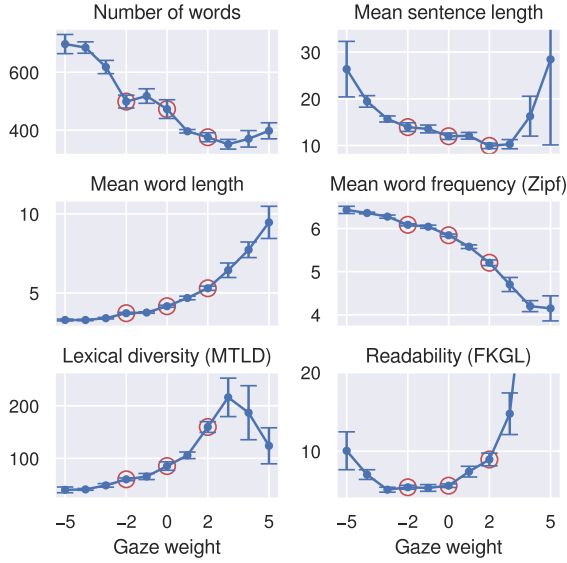 Number of words
Mean sentence length
600
400
30
20
10
Mean word length
Mean word frequency (Zipf)
10
5
6
5
4
Lexical diversity (MTLD)
Readability (FKGL)
200
100
20
10
−5 −2 0 2 5
−5 −2 0 2 5
Gaze weight
Gaze weight